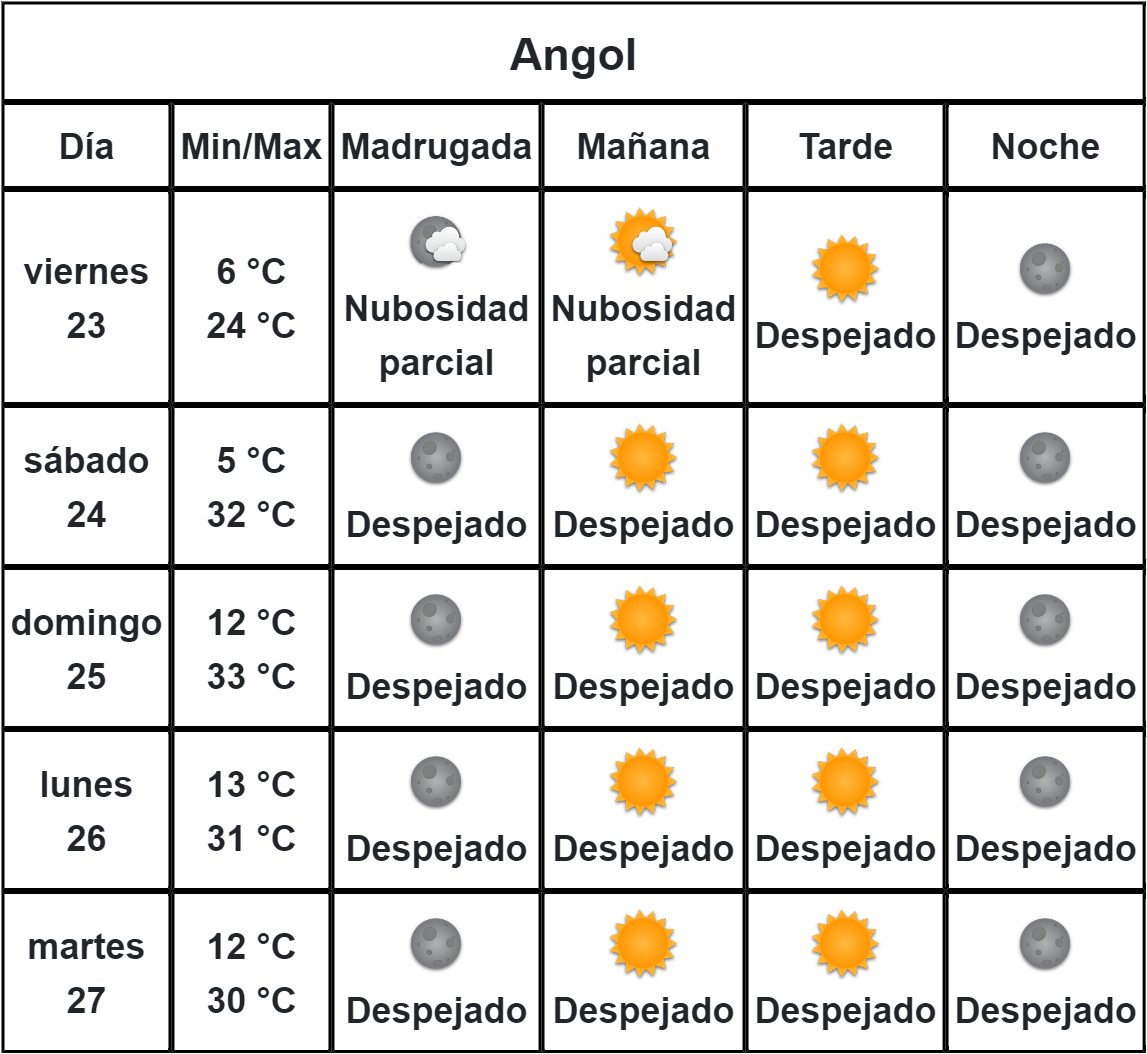 Angol
Día Min/Max Madrugada Mañana Tarde Noche
viernes
23
6 °C
24 °C
Nubosidad
parcial
Nubosidad
parcial
Despejado
Despejado
sábado
24
5 °C
32 °C
Despejado
Despejado
Despejado
Despejado
domingo
25
12 °C
33 °C
Despejado
Despejado
Despejado
Despejado
lunes
26
13 °C
31 °C
Despejado
Despejado
Despejado
Despejado
martes
27
12 °C
30 °C
Despejado
Despejado
Despejado
Despejado